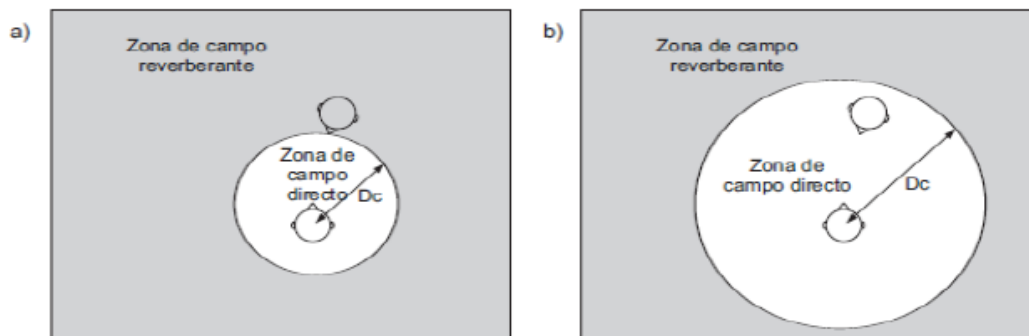 a)
Zona de campo
reverberante
Zona de
campo
directo
Dc
b)
Zona de campo
reverberante
Zona de
campo directo
Dc